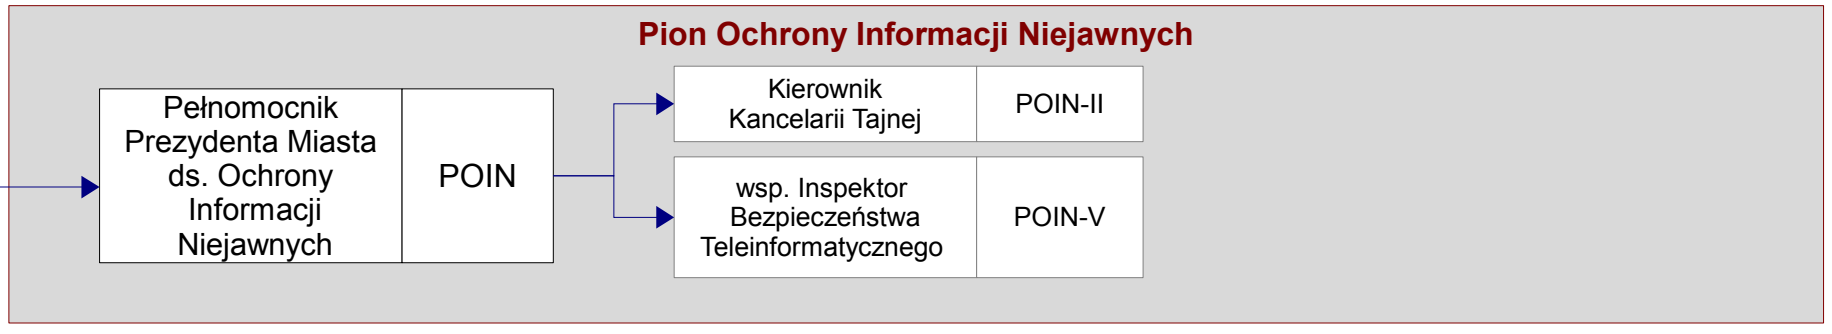 Pion Ochrony Informacji Niejawnych
Pełnomocnik
Prezydenta Miasta
ds. Ochrony
Informacji
Niejawnych
POIN
Kierownik
Kancelarii Tajnej
POIN-II
wsp. Inspektor
Bezpieczeństwa
Teleinformatycznego
POIN-V